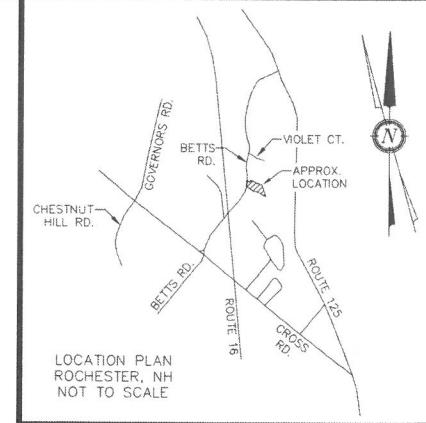 GOVERNORS RD.
BETTS
RD.
VIOLET CT.
APPROX.
LOCATION
N
CHESTNUT
HILL RD.
BETTS RD.
ROUTE 16
ROUTE 125
CROSS
RD.
LOCATION PLAN
ROCHESTER, NH
NOT TO SCALE